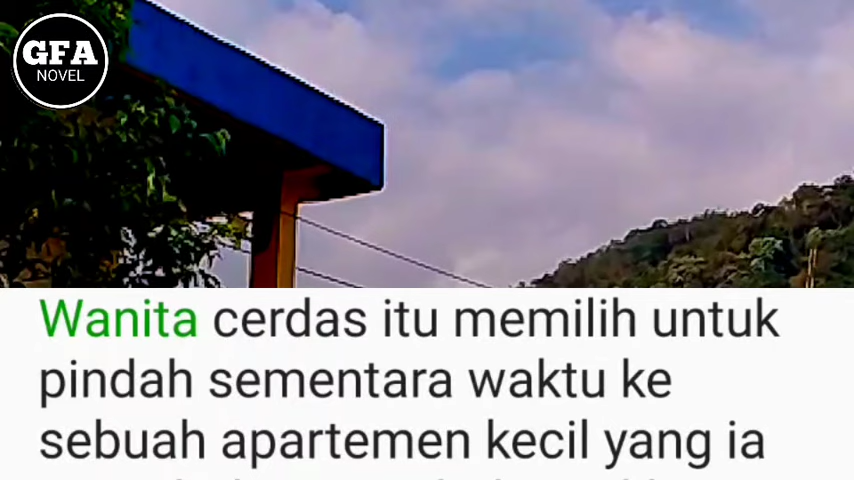 GFA
NOVEL
Wanita cerdas itu memilih untuk
pindah sementara waktu ke
sebuah apartemen kecil yang ia